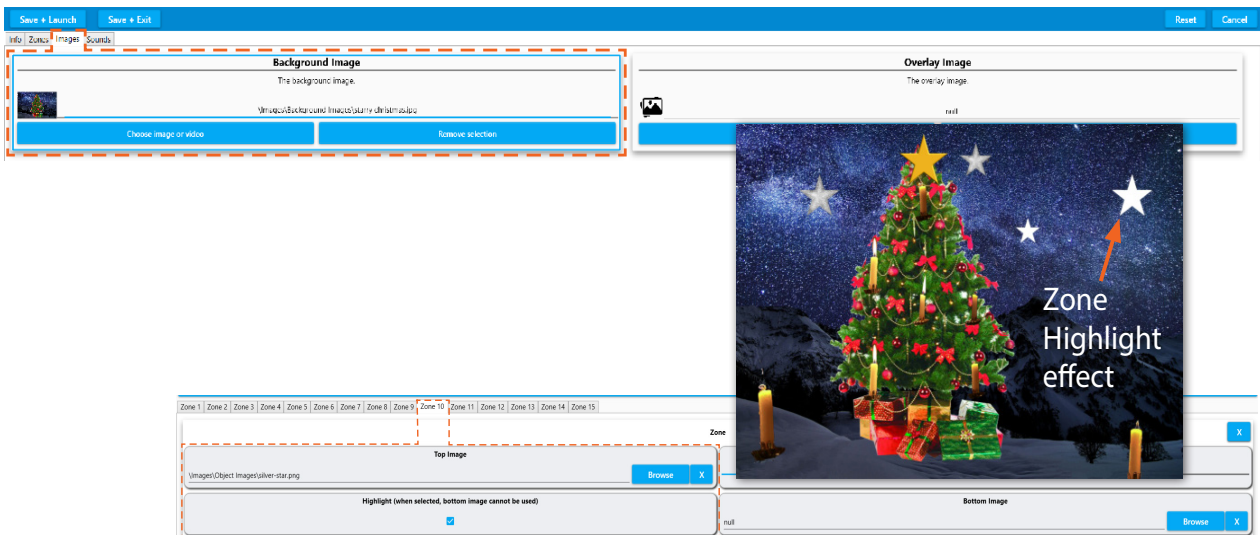 Save + Launch Save + Exit Reset Cancel
Info Zones Images Sounds
Background Image
The background image.
\Images\Background Images\starry christmas.jpg
Choose image or video Remove selection
Overlay Image
The overlay image.
null
Zone
Highlight
effect
Zone 1 Zone 2 Zone 3 Zone 4 Zone 5 Zone 6 Zone 7 Zone 8 Zone 9 Zone 10 Zone 11 Zone 12 Zone 13 Zone 14 Zone 15
Zone X
Top Image
\Images\Object Images\silver-star.png Browse X
Highlight (when selected, bottom image cannot be used)
Bottom Image
null Browse X